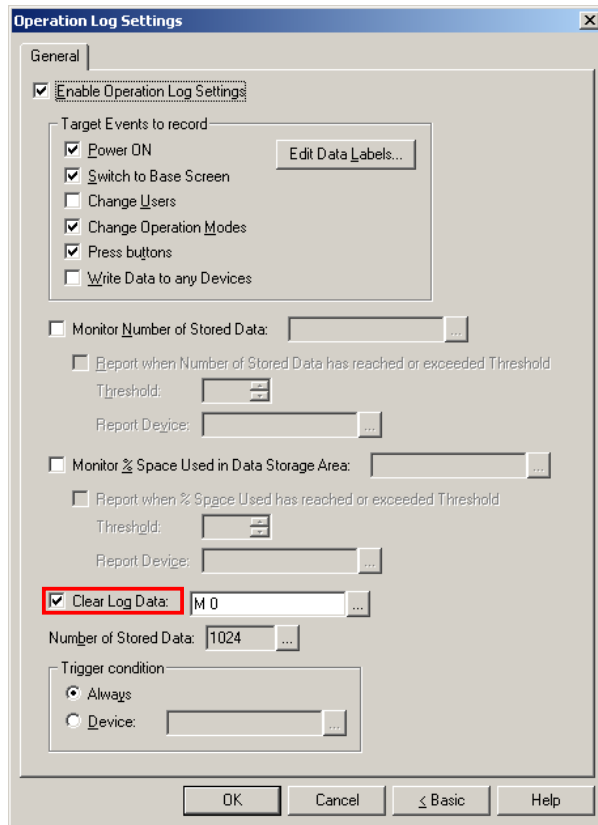 Operation Log Settings
General
Enable Operation Log Settings
Target Events to record
Power ON
Edit Data Labels...
Switch to Base Screen
Change Users
Change Operation Modes
Press buttons
Write Data to any Devices
Monitor Number of Stored Data:
...
Report when Number of Stored Data has reached or exceeded Threshold
Threshold:
Report Device:
...
Monitor % Space Used in Data Storage Area:
...
Report when % Space Used has reached or exceeded Threshold
Threshold:
Report Device:
...
Clear Log Data: M 0 ...
Number of Stored Data: 1024 ...
Trigger condition
Always
Device:
...
OK Cancel < Basic Help